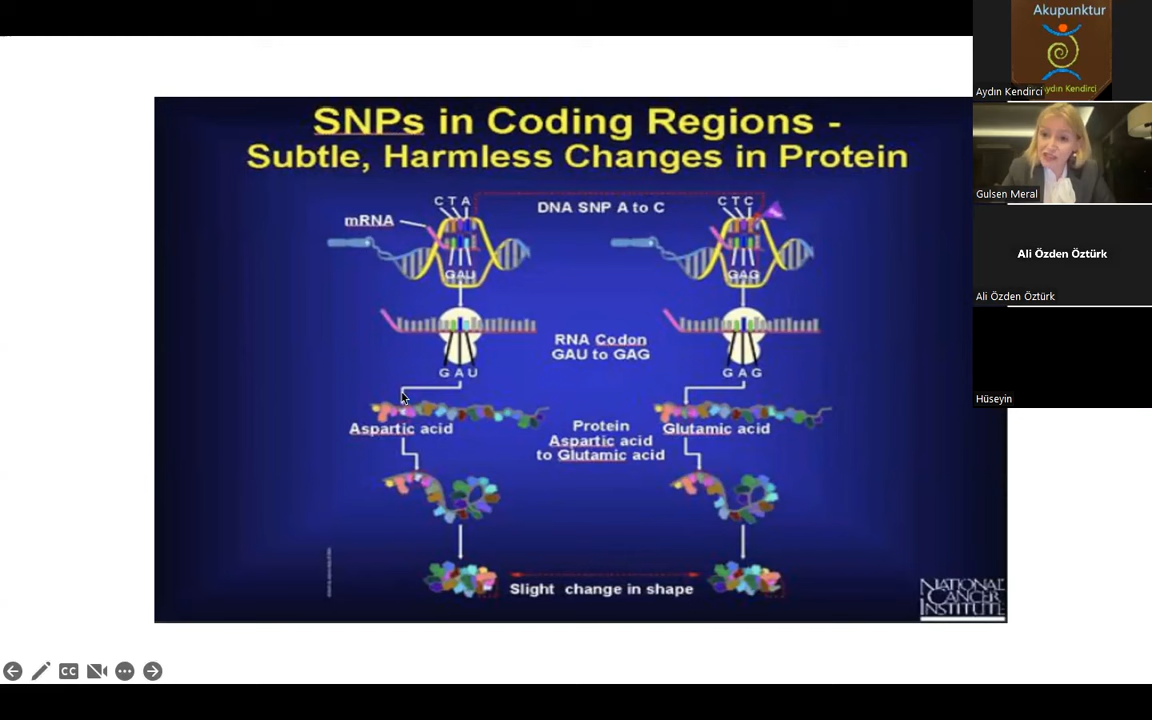 SNPs in Coding Regions -
Subtle, Harmless Changes in Protein
CTA
DNA SNP A to C
CTC
mRNA
GAU
GAG
RNA Codon
GAU to GAG
GAU
GAG
Aspartic acid
Protein
Aspartic acid
to Glutamic acid
Glutamic acid
Slight change in shape
NATIONAL
CANCER
INSTITUTE
CC
Akupunktur
Aydın Kendirci
Aydın Kendirci
Gulsen Meral
Ali Özden Öztürk
Ali Özden Öztürk
Hüseyin